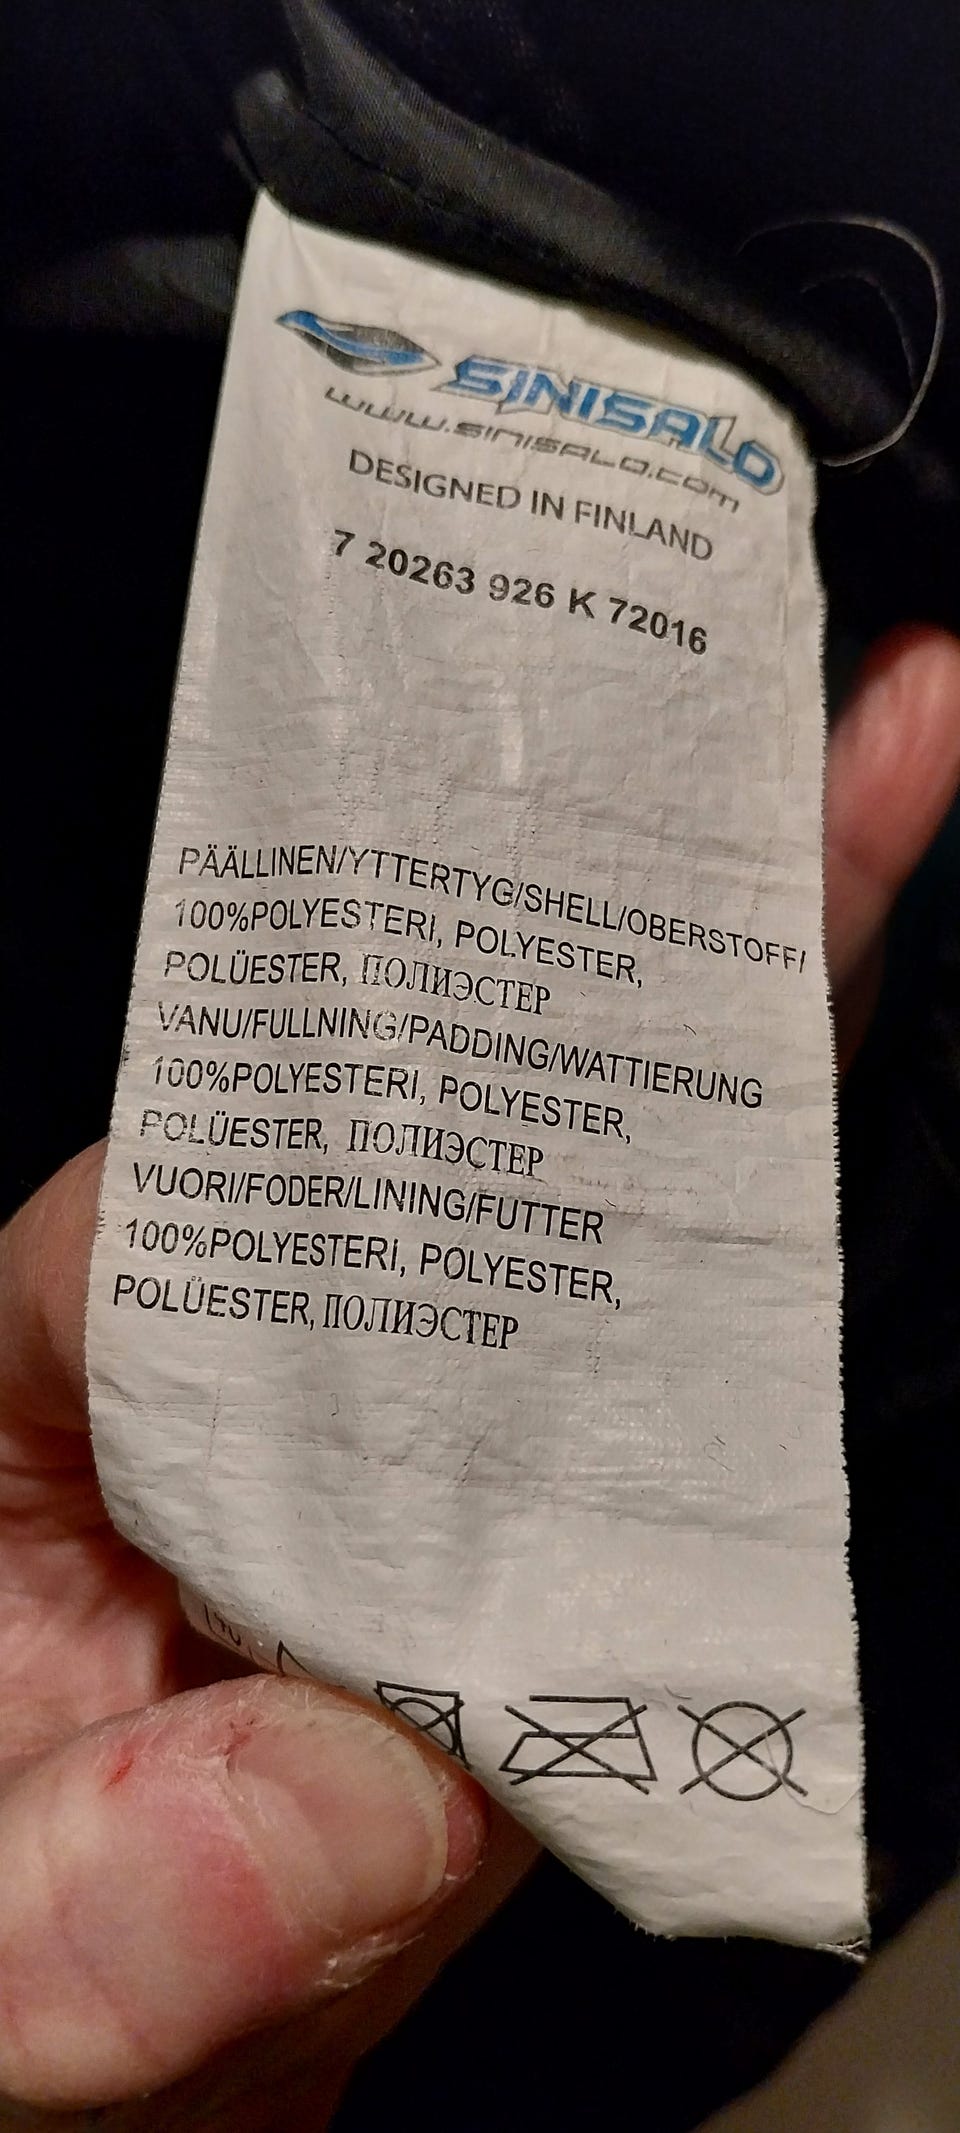 SINISALO
www.sinisalo.com
DESIGNED IN FINLAND
7 20263 926 K 72016
PÄÄLLINEN/YTTERTYG/SHELL/OBERSTOFF/
100%POLYESTERI, POLYESTER,
POLÜESTER, ПОЛИЭСТЕР
VANU/FULLNING/PADDING/WATTIERUNG
100%POLYESTERI, POLYESTER,
POLÜESTER, ПОЛИЭСТЕР
VUORI/FODER/LINING/FUTTER
100%POLYESTERI, POLYESTER,
POLÜESTER, ПОЛИЭСТЕР